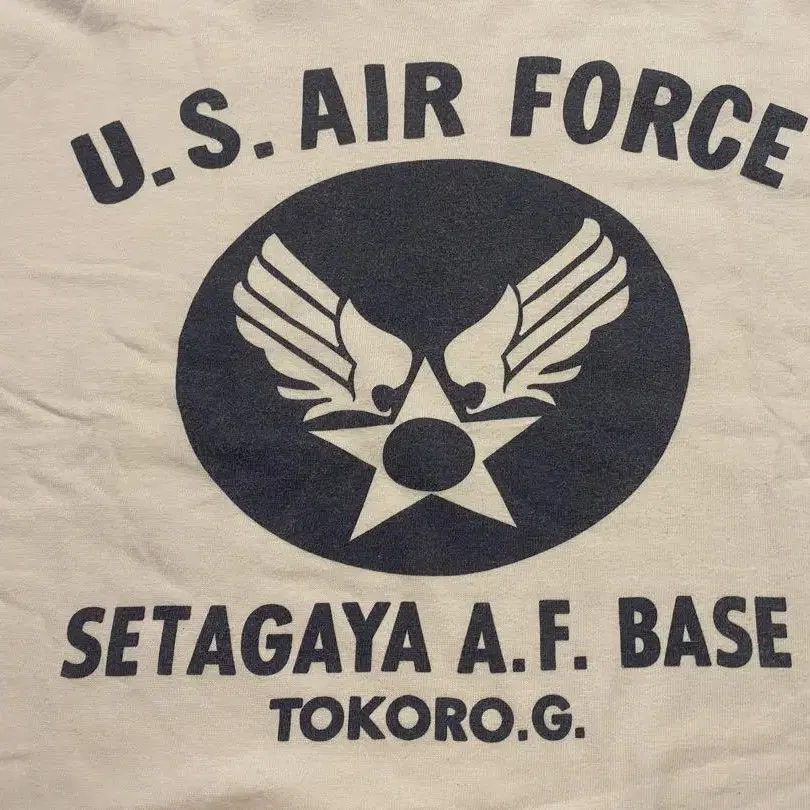 U.S. AIR FORCE
SETAGAYA A.F. BASE
TOKORO.G.